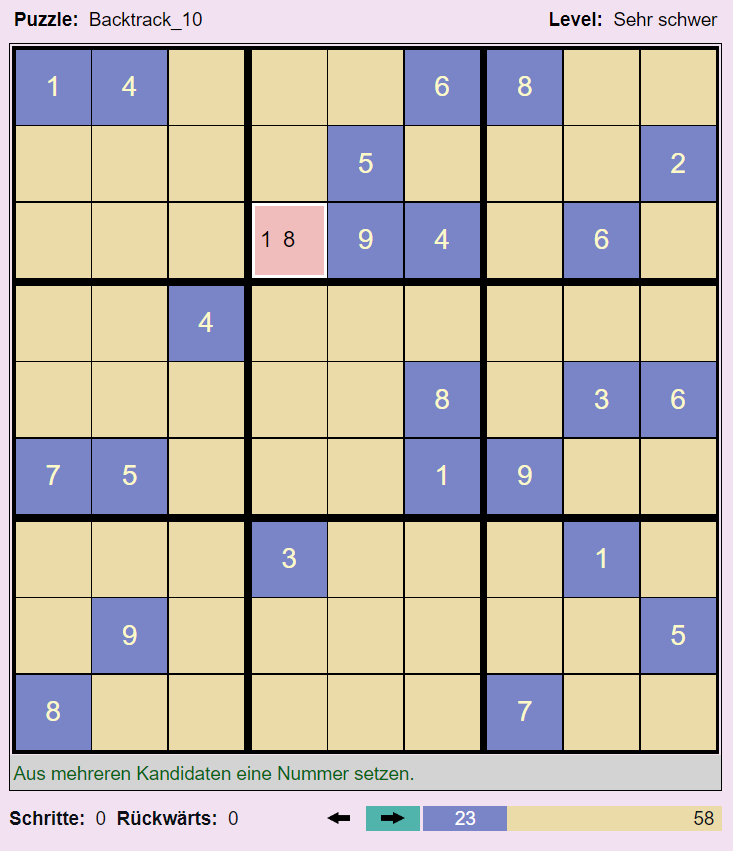 Puzzle: Backtrack_10 Level: Sehr schwer
1 4 6 8
5 2
1 8 9 4 6
4
8 3 6
7 5 1 9
3 1
9 5
8 7
Aus mehreren Kandidaten eine Nummer setzen.
Schritte: 0 Rückwärts: 0 23 58